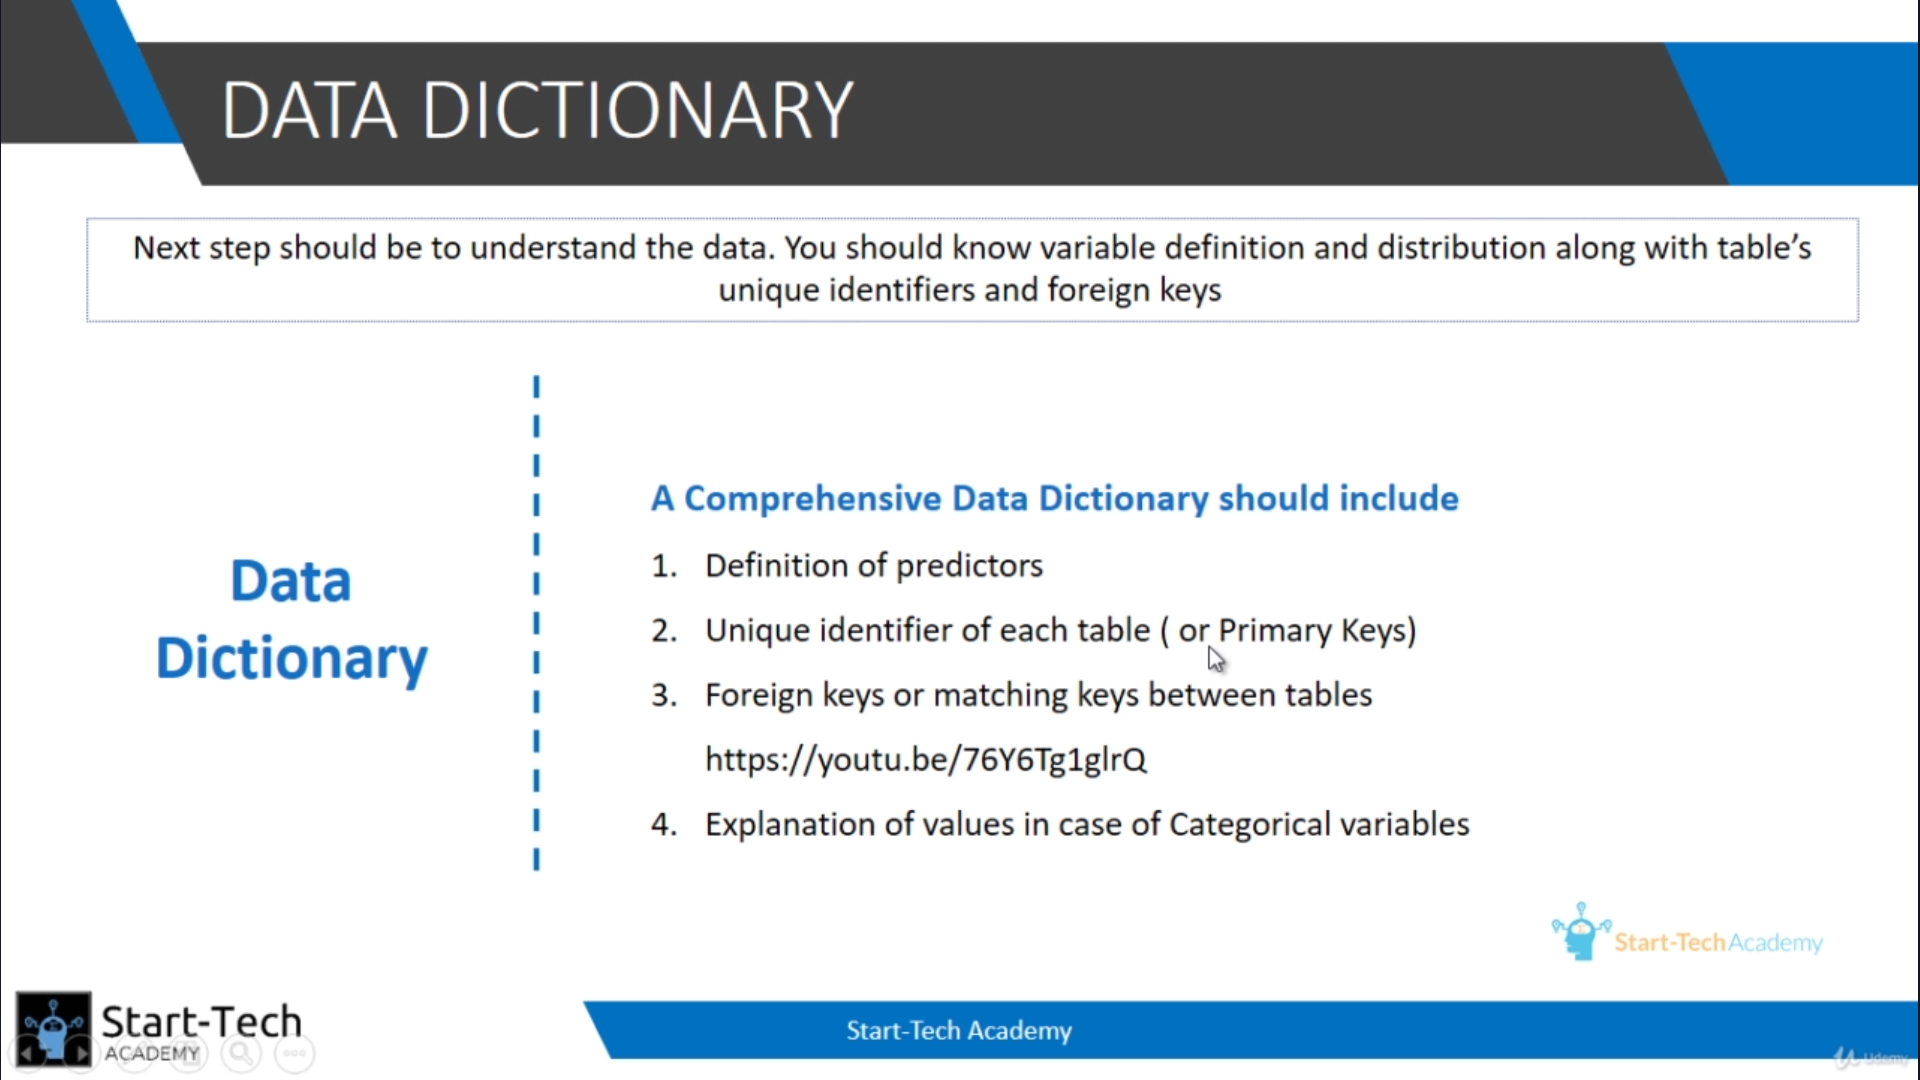 DATA DICTIONARY
Next step should be to understand the data. You should know variable definition and distribution along with table’s
unique identifiers and foreign keys
Data
Dictionary
A Comprehensive Data Dictionary should include
1. Definition of predictors
2. Unique identifier of each table ( or Primary Keys)
3. Foreign keys or matching keys between tables
https://youtu.be/76Y6Tg1glrQ
4. Explanation of values in case of Categorical variables
Start-Tech Academy
Start-Tech
ACADEMY
Start-Tech Academy
Udemy